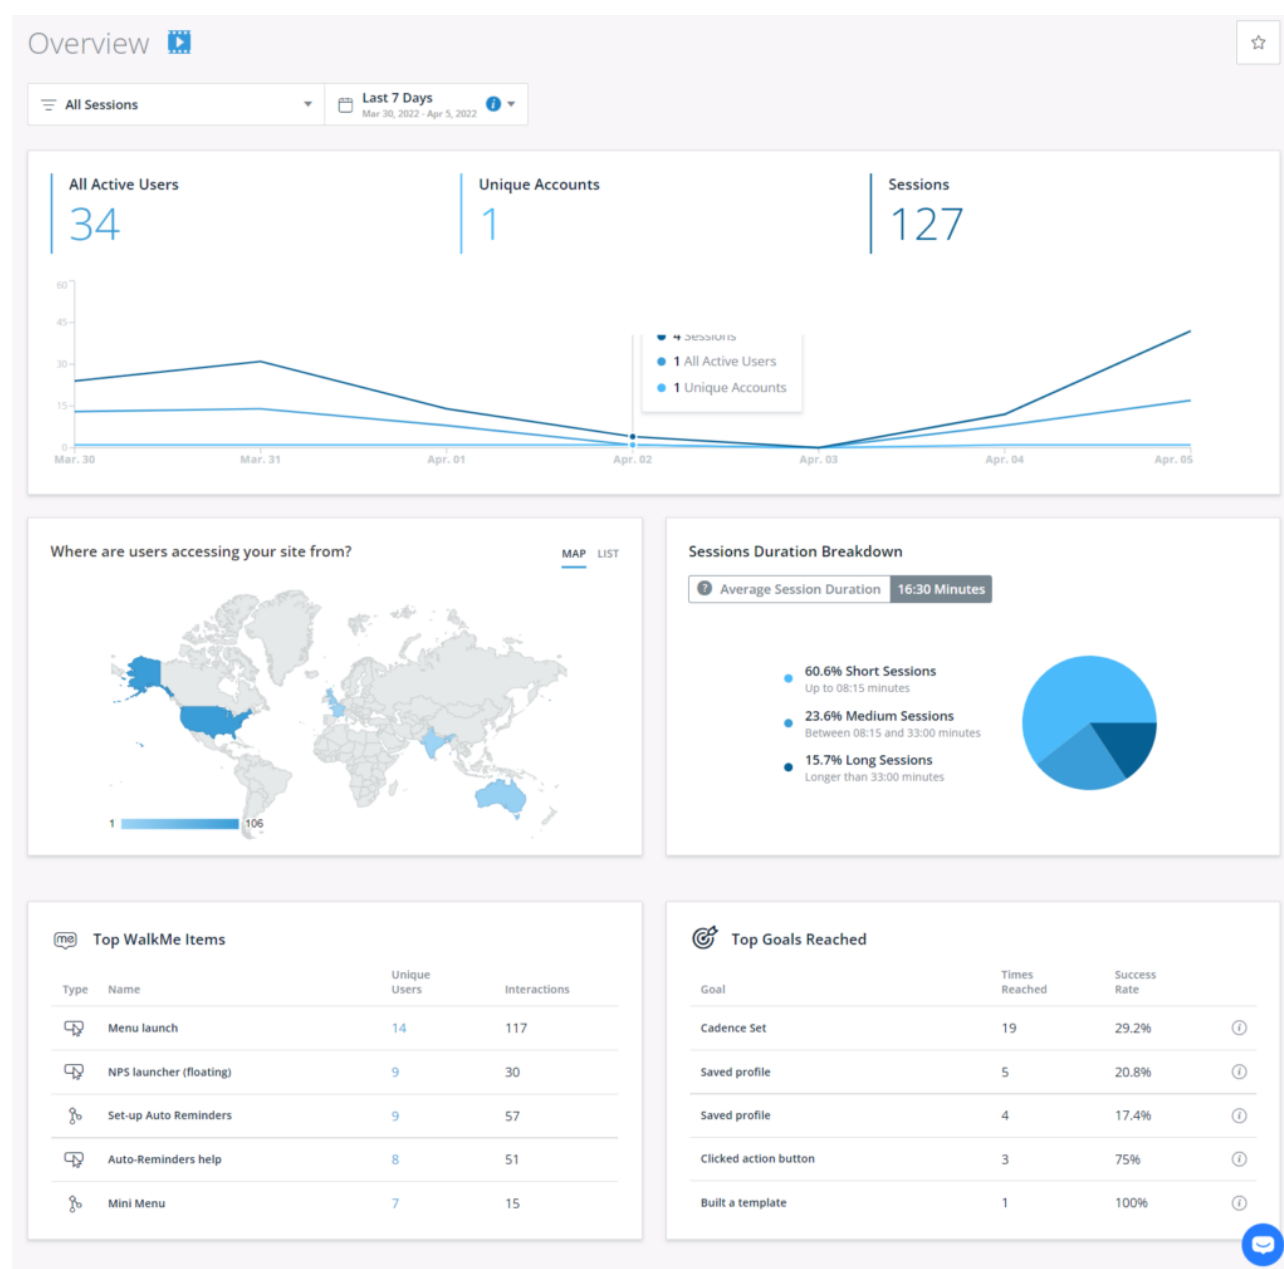 Overview
All Sessions
Last 7 Days
Mar 30, 2022 - Apr 5, 2022
All Active Users
34
Unique Accounts
1
Sessions
127
60
45
30
15
0
4 Sessions
1 All Active Users
1 Unique Accounts
Mar. 30 Mar. 31 Apr. 01 Apr. 02 Apr. 03 Apr. 04 Apr. 05
Where are users accessing your site from?
MAP LIST
1 106
Sessions Duration Breakdown
? Average Session Duration 16:30 Minutes
60.6% Short Sessions
Up to 08:15 minutes
23.6% Medium Sessions
Between 08:15 and 33:00 minutes
15.7% Long Sessions
Longer than 33:00 minutes
me Top WalkMe Items
Type Name Unique Users Interactions
Menu launch 14 117
NPS launcher (floating) 9 30
Set-up Auto Reminders 9 57
Auto-Reminders help 8 51
Mini Menu 7 15
Top Goals Reached
Goal Times Reached Success Rate
Cadence Set 19 29.2%
Saved profile 5 20.8%
Saved profile 4 17.4%
Clicked action button 3 75%
Built a template 1 100%